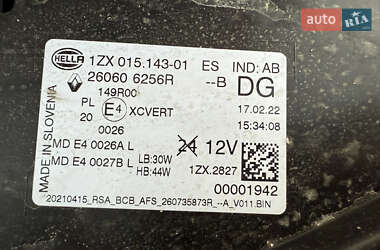 auto RIA
HELLA 1ZX 015.143-01 ES IND: AB
26060 6256R --B DG
149R00
PL E4 XCVERT 17.02.22
20 15:34:08
0026
MADE IN SLOVENIA
MD E4 0026A L 24 12V
MD E4 0027B L LB:30W 1ZX.2827
HB:44W 00001942
20210415_RSA_BCB_AFS_260735873R_--A_V011.BIN